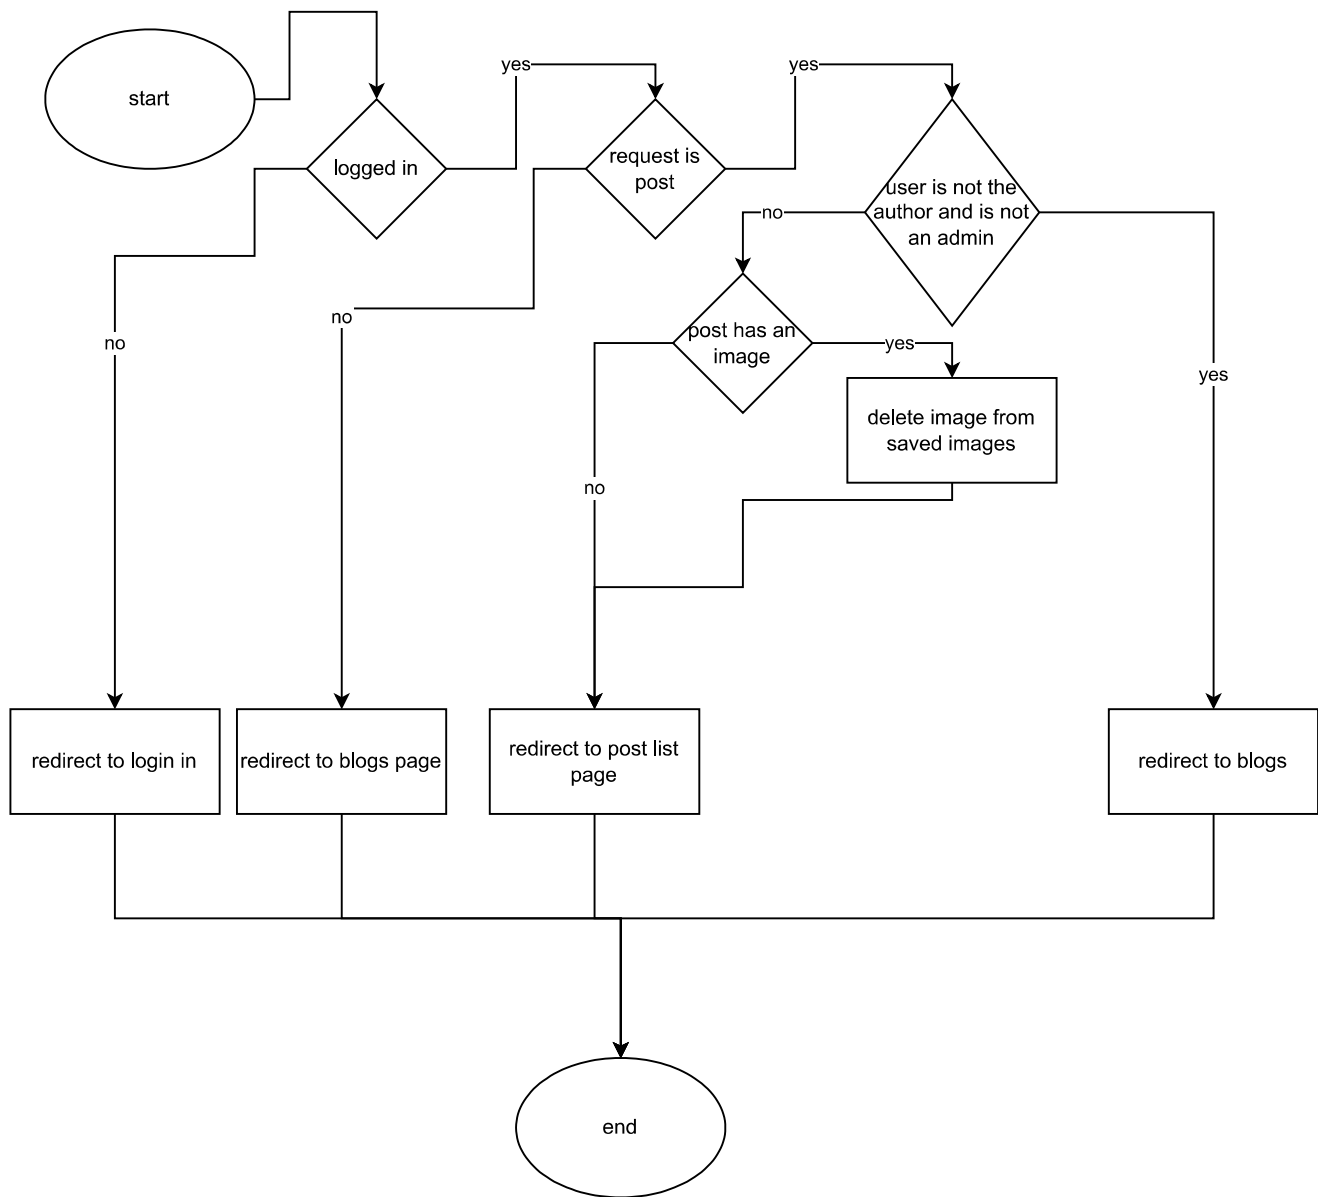 start
yes
yes
logged in
request is
post
user is not the
author and is not
an admin
no
no
no
post has an
image
yes
yes
delete image from
saved images
no
redirect to login in
redirect to blogs page
redirect to post list
page
redirect to blogs
end